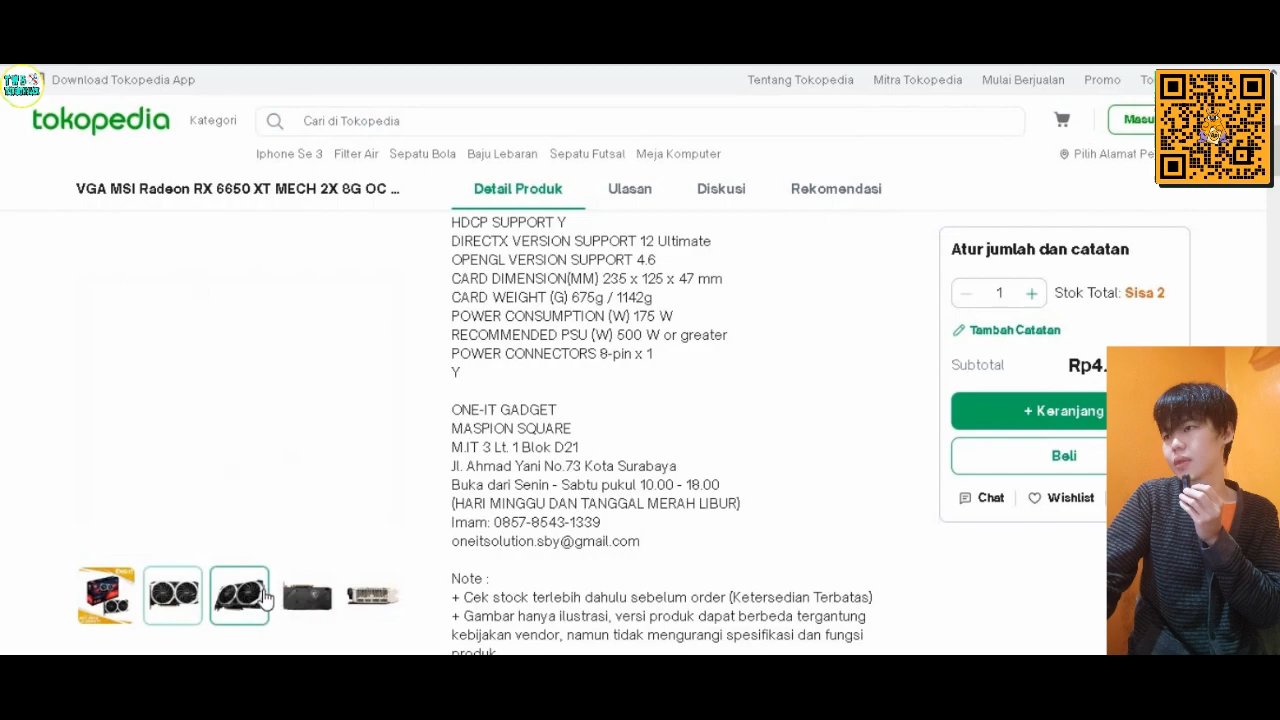 Download Tokopedia App
Tentang Tokopedia
Mitra Tokopedia
Mulai Berjualan
Promo
tokopedia
Kategori
Cari di Tokopedia
Iphone Se 3
Filter Air
Sepatu Bola
Baju Lebaran
Sepatu Futsal
Meja Komputer
Pilih Alamat
VGA MSI Radeon RX 6650 XT MECH 2X 8G OC ...
Detail Produk
Ulasan
Diskusi
Rekomendasi
HDCP SUPPORT Y
DIRECTX VERSION SUPPORT 12 Ultimate
OPENGL VERSION SUPPORT 4.6
CARD DIMENSION(MM) 235 x 125 x 47 mm
CARD WEIGHT (G) 675g / 1142g
POWER CONSUMPTION (W) 175 W
RECOMMENDED PSU (W) 500 W or greater
POWER CONNECTORS 8-pin x 1
Y
ONE-IT GADGET
MASPION SQUARE
M.IT 3 Lt. 1 Blok D21
Jl. Ahmad Yani No.73 Kota Surabaya
Buka dari Senin - Sabtu pukul 10.00 - 18.00
(HARI MINGGU DAN TANGGAL MERAH LIBUR)
Imam: 0857-8543-1339
oneitsolution.sby@gmail.com
Note :
+ Cek stock terlebih dahulu sebelum order (Ketersedian Terbatas)
+ Gambar hanya ilustrasi, versi produk dapat berbeda tergantung
kebijakan vendor, namun tidak mengurangi spesifikasi dan fungsi
produk
Atur jumlah dan catatan
1
Stok Total: Sisa 2
Tambah Catatan
Subtotal
Rp4.
+ Keranjang
Beli
Chat
Wishlist